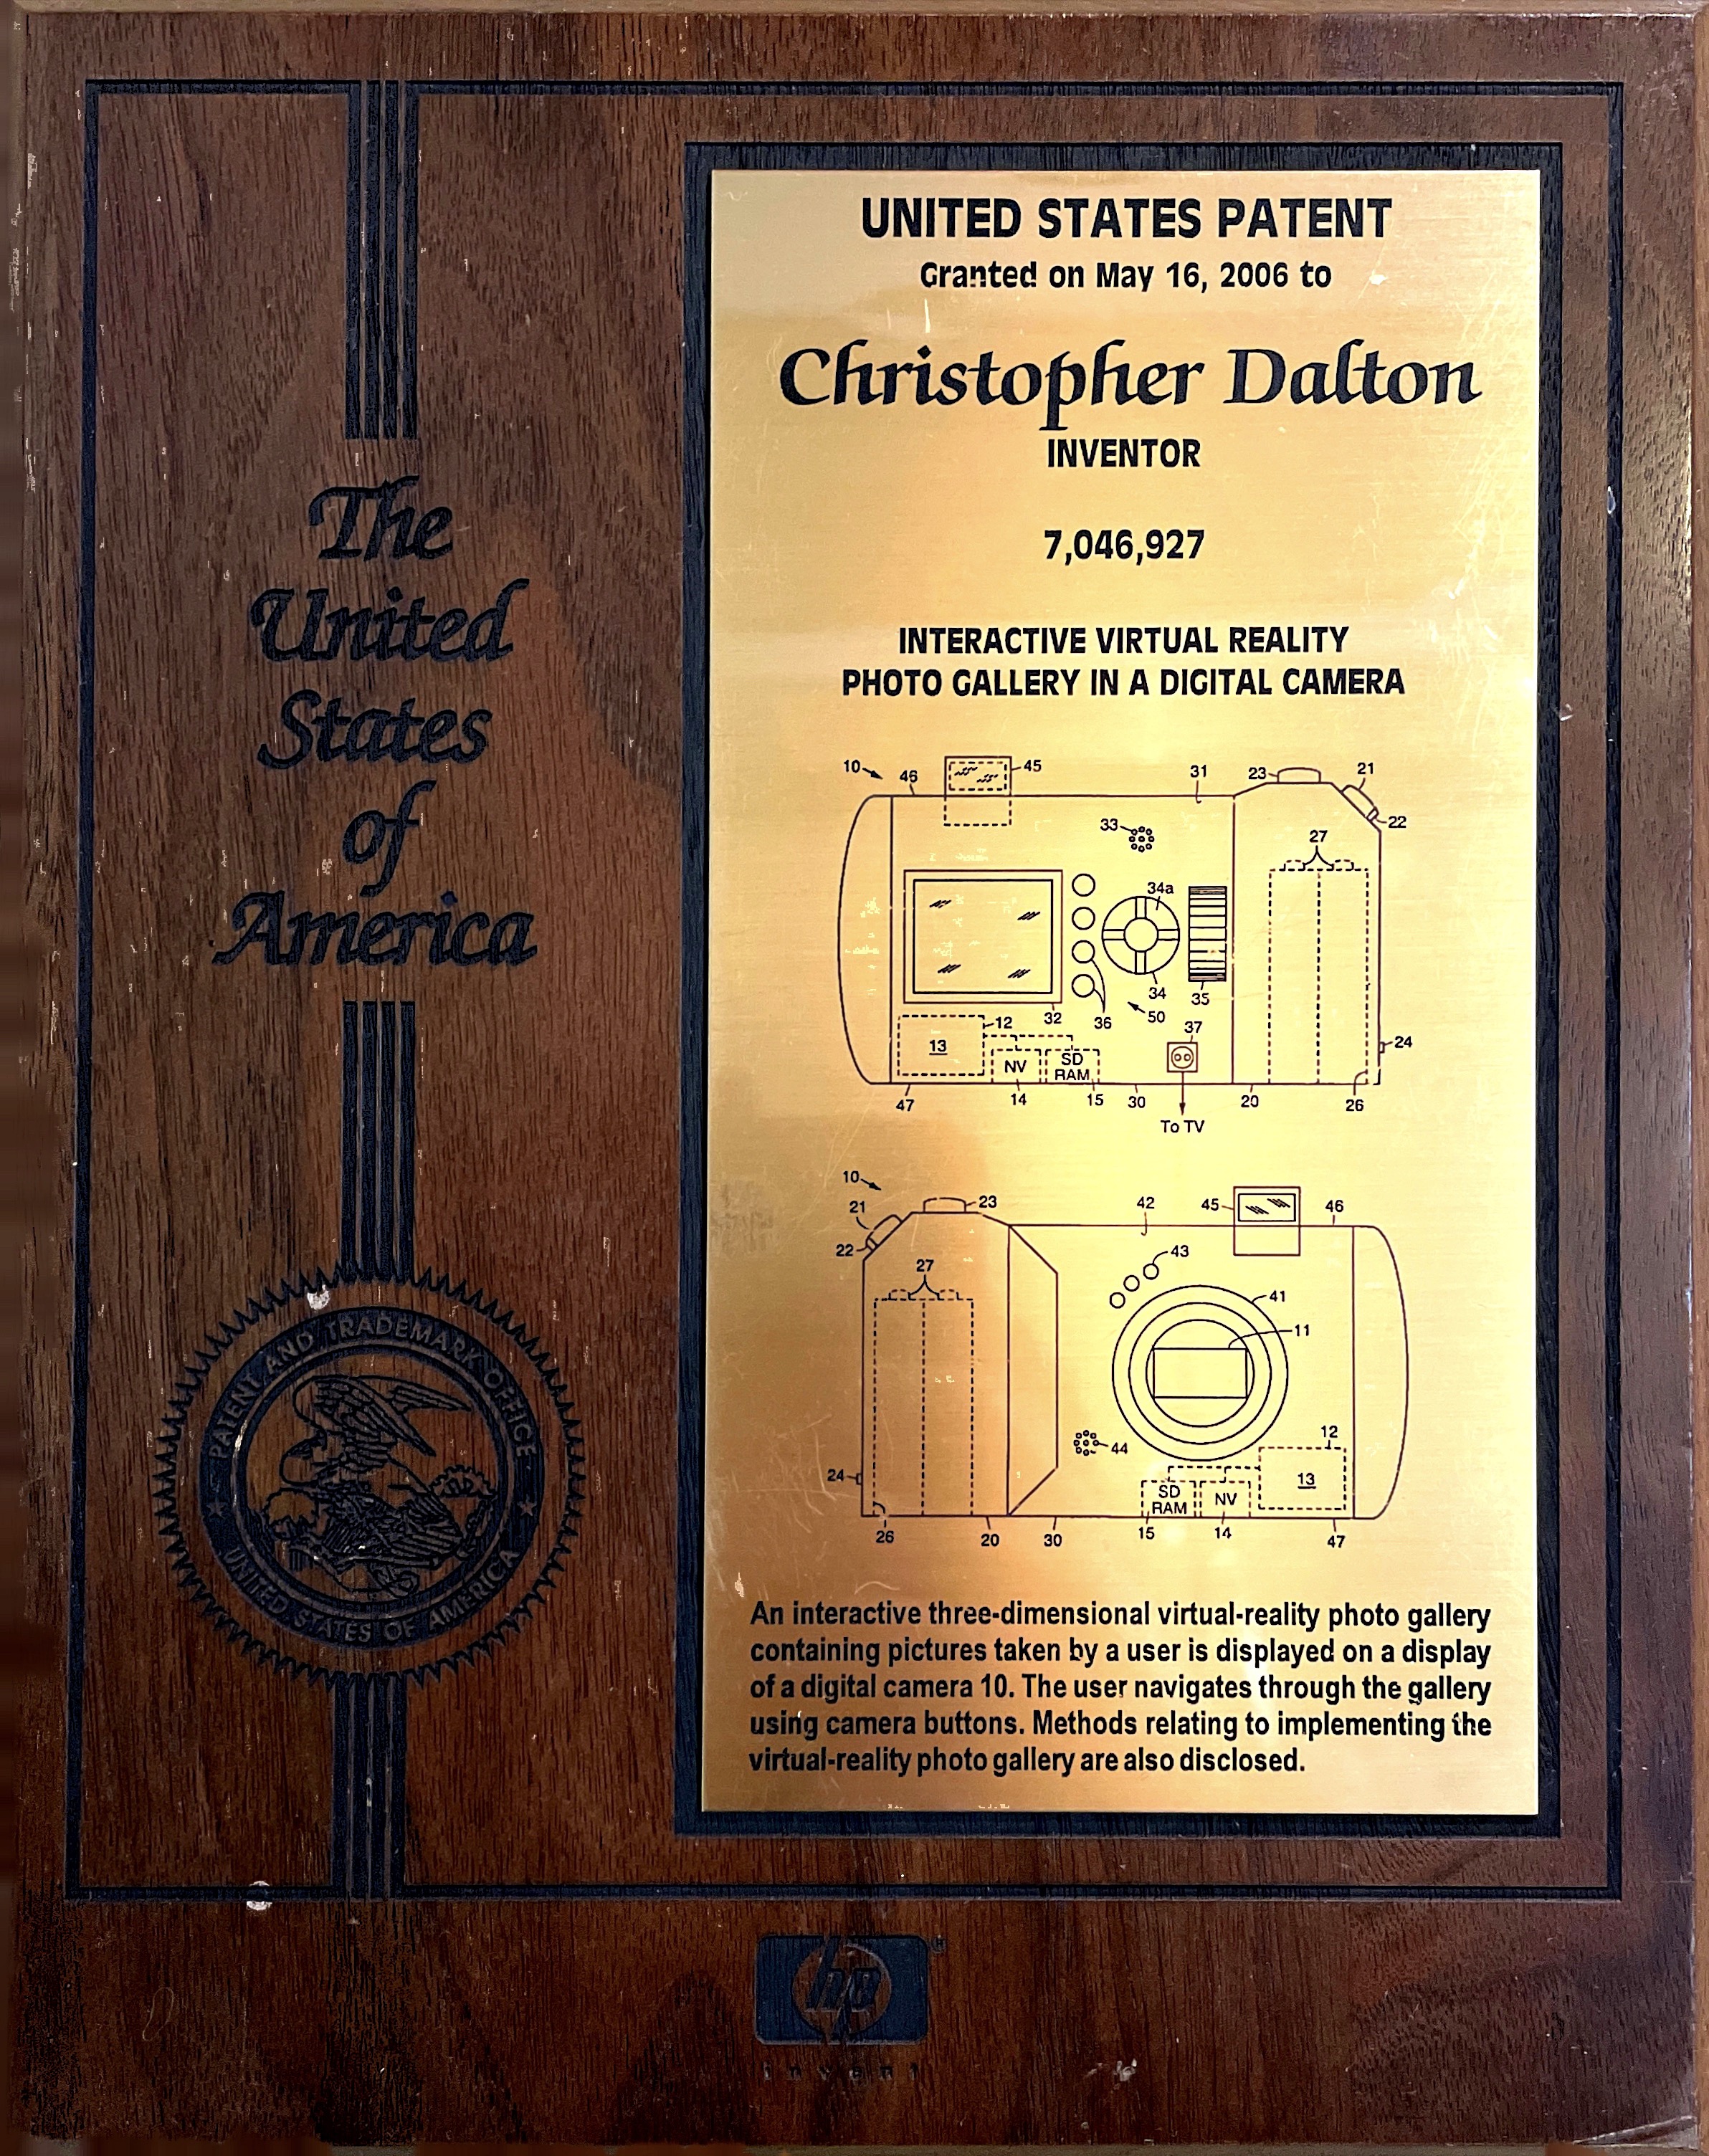 The
United
States
of
America
PATENT AND TRADEMARK OFFICE
UNITED STATES OF AMERICA
UNITED STATES PATENT
Granted on May 16, 2006 to
Christopher Dalton
INVENTOR
7,046,927
INTERACTIVE VIRTUAL REALITY
PHOTO GALLERY IN A DIGITAL CAMERA
10 46 45 31 23 21
22
33 27
34a
34 35
32 36 50
12 37
13 NV SD RAM 24
47 14 15 30 20 26
To TV
10
21 23 42 45 46
22 43
27
41
11
12
44
24 13
SD RAM NV
26 20 30 15 14 47
An interactive three-dimensional virtual-reality photo gallery
containing pictures taken by a user is displayed on a display
of a digital camera 10. The user navigates through the gallery
using camera buttons. Methods relating to implementing the
virtual-reality photo gallery are also disclosed.
hp®
invent